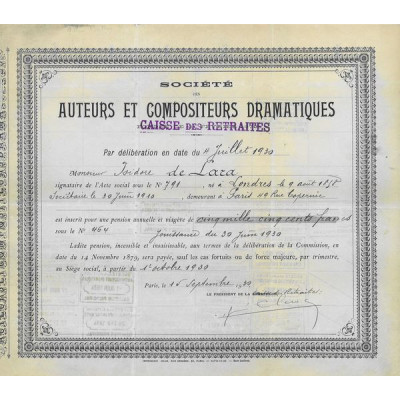 SOCIÉTÉ
DES
AUTEURS ET COMPOSITEURS DRAMATIQUES
CAISSE DES RETRAITES
Par délibération en date du 4 Juillet 1930
Monsieur Isidore de Lara
signataire de l'Acte social sous le No 791, né à Londres le 9 août 1858
Sociétaire le 20 Juin 1910 demeurant à Paris 49 Rue Copernic
est inscrit pour une pension annuelle et viagère de cinq mille cinq cents francs
sous le No 464 Jouissance du 30 Juin 1930
Ladite pension, incessible et insaisissable, aux termes de la délibération de la Commission, en
date du 14 Novembre 1879, sera payée, sauf les cas fortuits ou de force majeure, par trimestre,
au Siège social, à partir du 1er octobre 1930
Paris, le 15 Septembre 1930
LE PRÉSIDENT DE LA